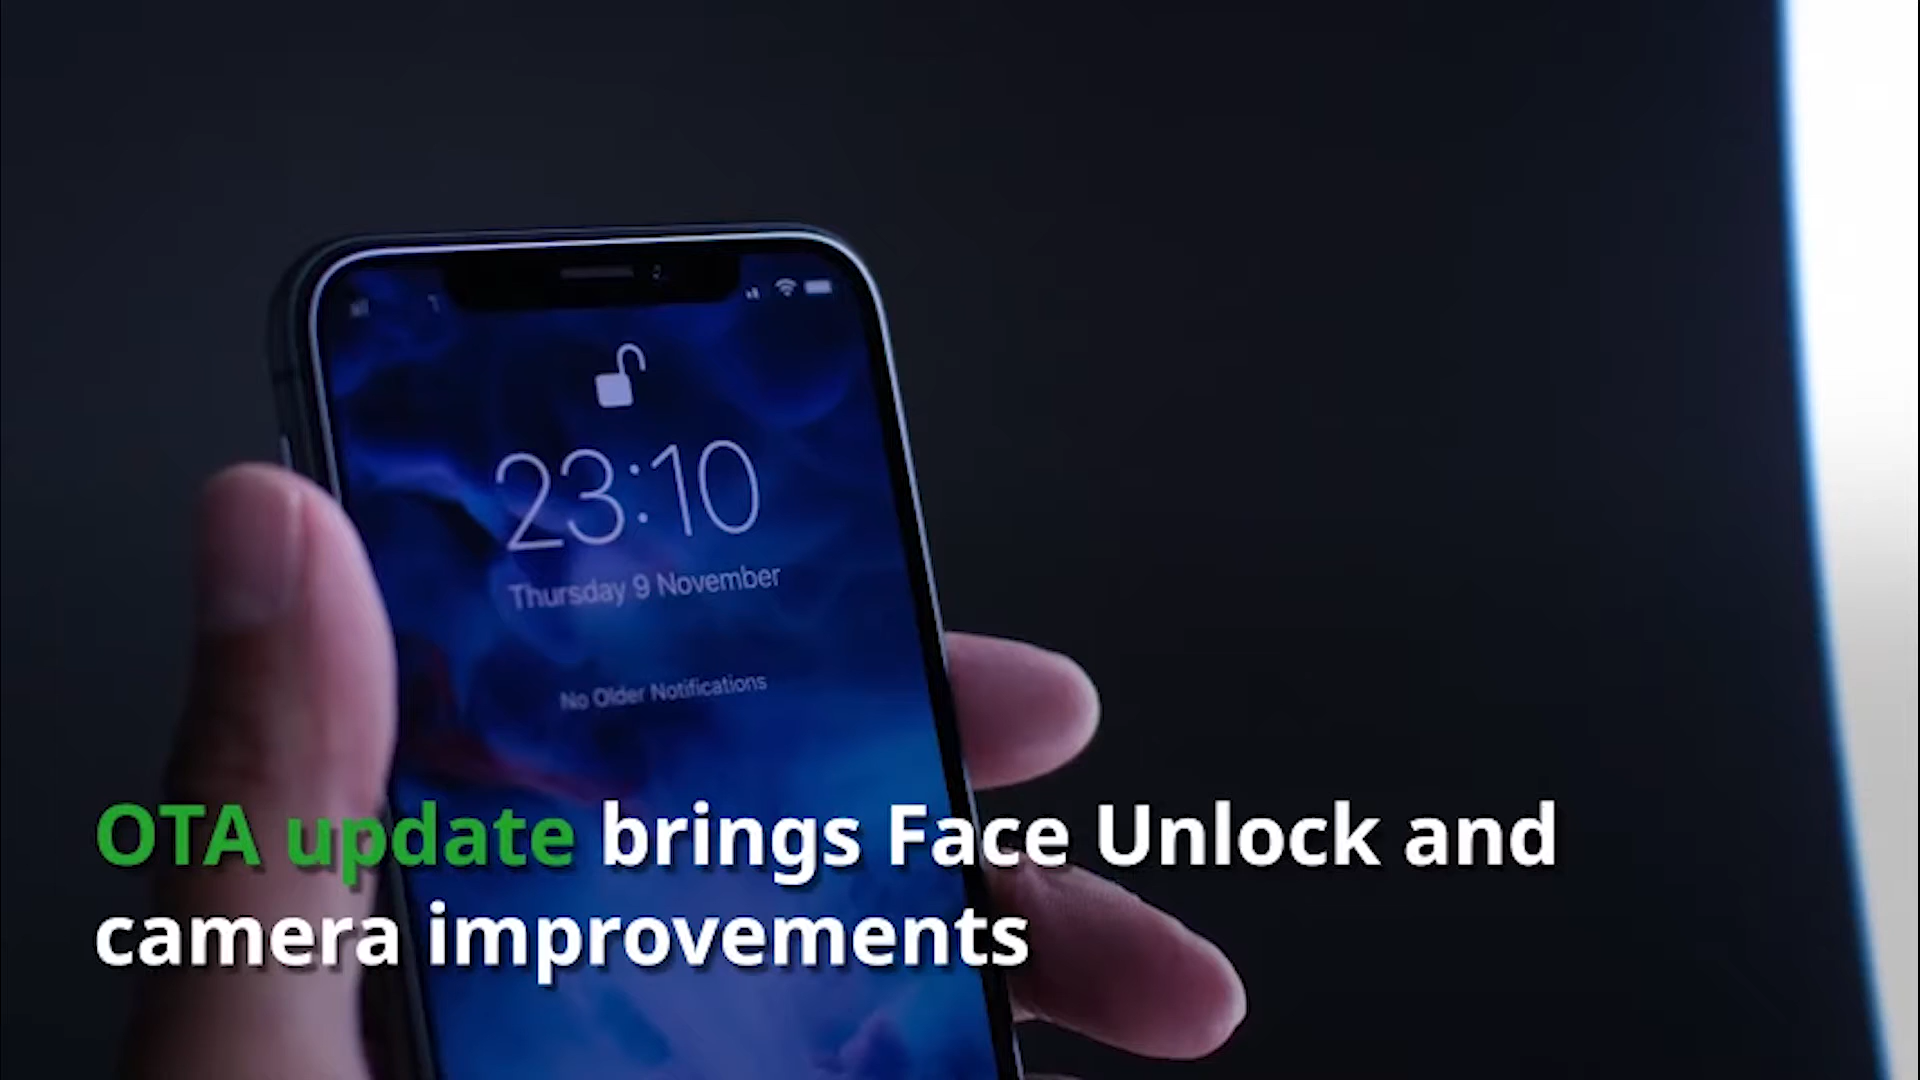 23:10
Thursday 9 November
No Older Notifications
OTA update brings Face Unlock and
camera improvements